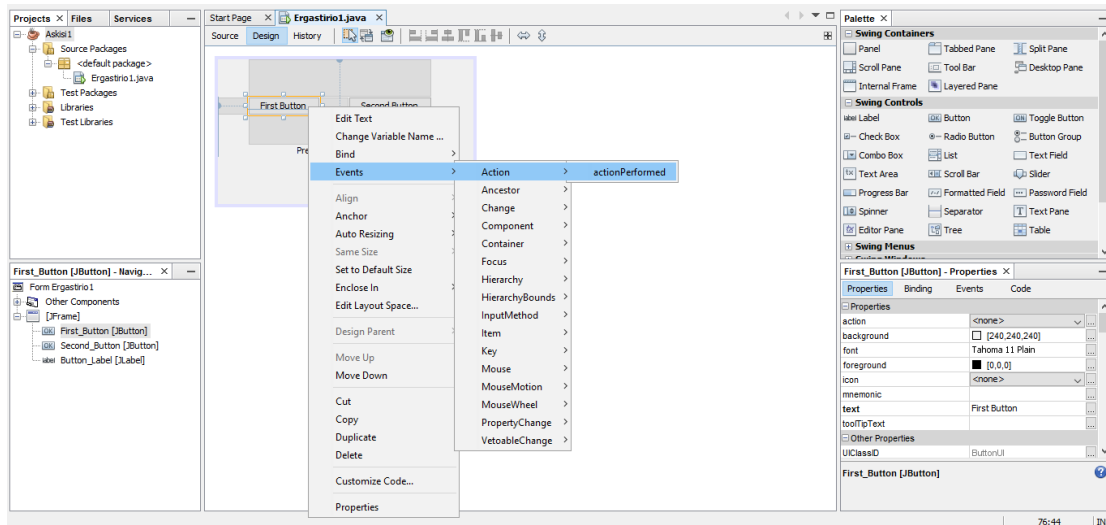 Projects Files Services
Askisi1
Source Packages
<default package>
Ergastirio1.java
Test Packages
Libraries
Test Libraries
First_Button [JButton] - Navig...
Form Ergastirio1
Other Components
[JFrame]
First_Button [JButton]
Second_Button [JButton]
label Button_Label [JLabel]
Start Page Ergastirio1.java
Source Design History
First Button Second Button
Pre
Edit Text
Change Variable Name ...
Bind
Events
Align
Anchor
Auto Resizing
Same Size
Set to Default Size
Enclose In
Edit Layout Space...
Design Parent
Move Up
Move Down
Cut
Copy
Duplicate
Delete
Customize Code...
Properties
Action
Ancestor
Change
Component
Container
Focus
Hierarchy
HierarchyBounds
InputMethod
Item
Key
Mouse
MouseMotion
MouseWheel
PropertyChange
VetoableChange
actionPerformed
Palette
Swing Containers
Panel Tabbed Pane Split Pane
Scroll Pane Tool Bar Desktop Pane
Internal Frame Layered Pane
Swing Controls
label Label OK Button ON Toggle Button
Check Box Radio Button Button Group
Combo Box List Text Field
Text Area Scroll Bar Slider
Progress Bar Formatted Field Password Field
Spinner Separator Text Pane
Editor Pane Tree Table
Swing Menus
Swing Windows
First_Button [JButton] - Properties
Properties Binding Events Code
Properties
action <none>
background [240,240,240]
font Tahoma 11 Plain
foreground [0,0,0]
icon <none>
mnemonic
text First Button
toolTipText
Other Properties
UIClassID ButtonUI
First_Button [JButton]
76:44 IN